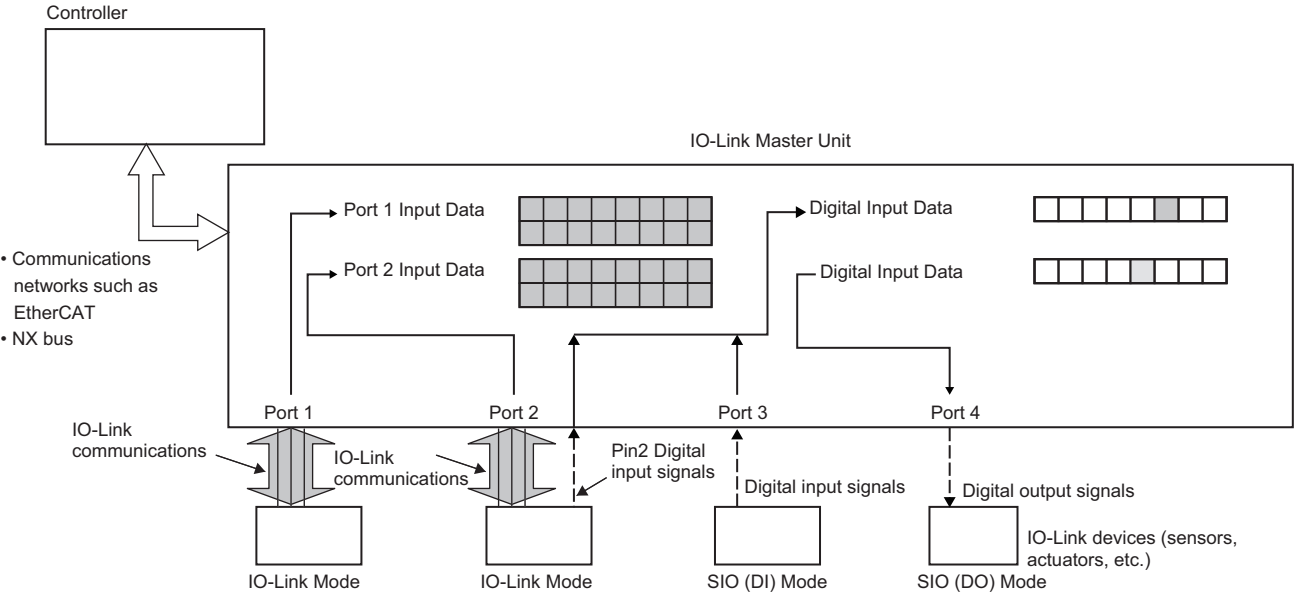 Controller
IO-Link Master Unit
Port 1 Input Data
Digital Input Data
• Communications
networks such as
EtherCAT
• NX bus
Port 2 Input Data
Digital Input Data
Port 1
Port 2
Port 3
Port 4
IO-Link
communications
IO-Link
communications
Pin2 Digital
input signals
Digital input signals
Digital output signals
IO-Link devices (sensors,
actuators, etc.)
IO-Link Mode
IO-Link Mode
SIO (DI) Mode
SIO (DO) Mode